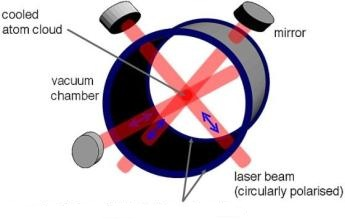 cooled
atom cloud
mirror
vacuum
chamber
laser beam
(circularly polarised)